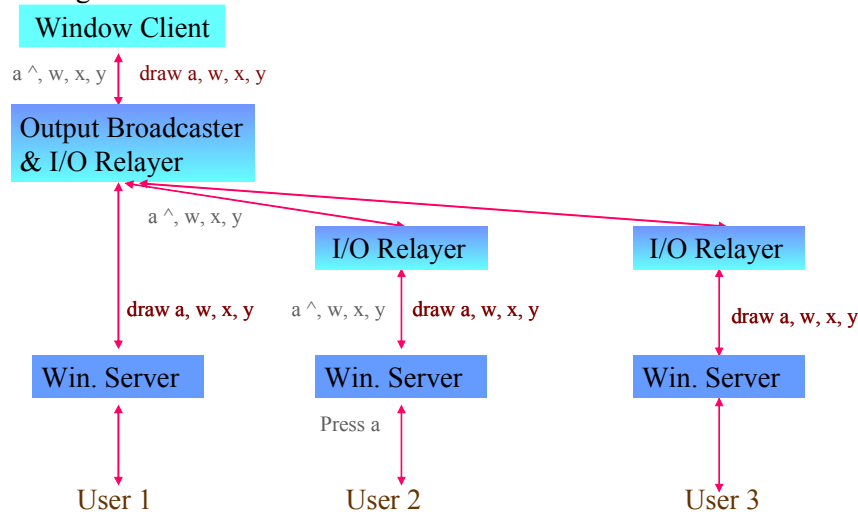 Window Client
a ^, w, x, y
draw a, w, x, y
Output Broadcaster
& I/O Relayer
a ^, w, x, y
I/O Relayer
I/O Relayer
draw a, w, x, y
a ^, w, x, y
draw a, w, x, y
draw a, w, x, y
Win. Server
Win. Server
Win. Server
Press a
User 1
User 2
User 3